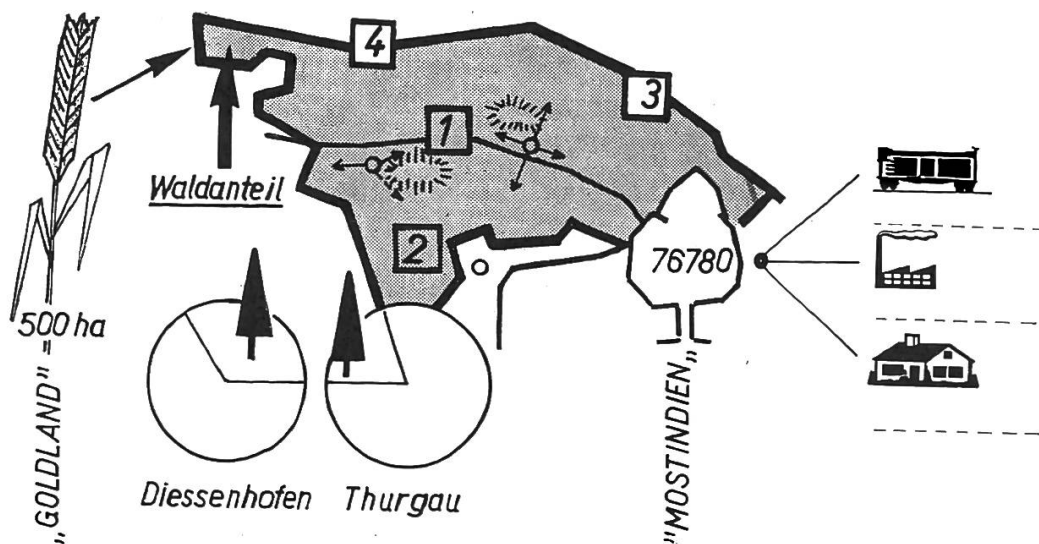 4
3
1
Waldanteil
2
76780
500 ha
„GOLDLAND"
"MOSTINDIEN„
Diessenhofen
Thurgau